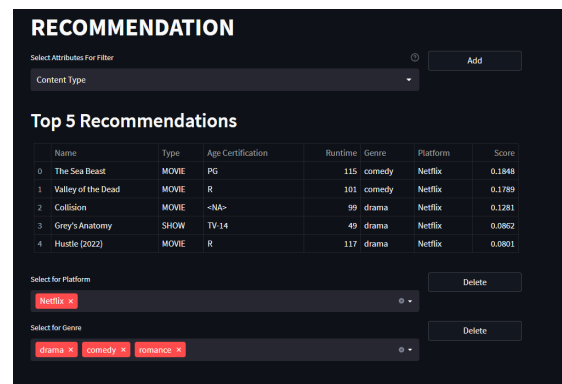 RECOMMENDATION
Select Attributes For Filter
Add
Content Type
Top 5 Recommendations
Name Type Age Certification Runtime Genre Platform Score
0 The Sea Beast MOVIE PG 115 comedy Netflix 0.1848
1 Valley of the Dead MOVIE R 101 comedy Netflix 0.1789
2 Collision MOVIE <NA> 99 drama Netflix 0.1281
3 Grey's Anatomy SHOW TV-14 49 drama Netflix 0.0862
4 Hustle (2022) MOVIE R 117 drama Netflix 0.0801
Select for Platform
Delete
Netflix ×
Select for Genre
Delete
drama × comedy × romance ×